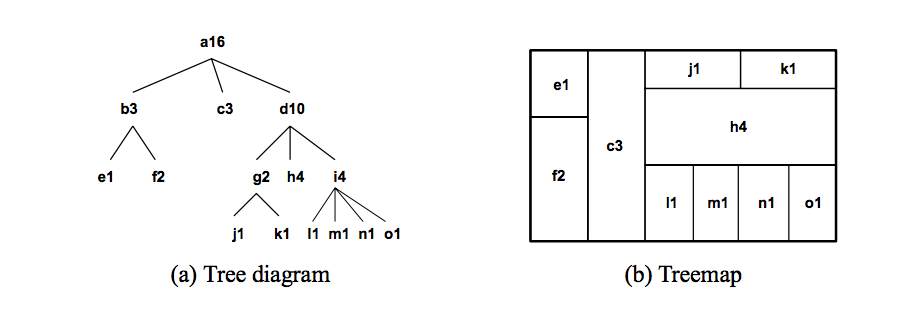 a16
b3 c3 d10
e1 f2 g2 h4 i4
j1 k1 l1 m1 n1 o1
(a) Tree diagram
e1 j1 k1
h4
c3
f2
l1 m1 n1 o1
(b) Treemap